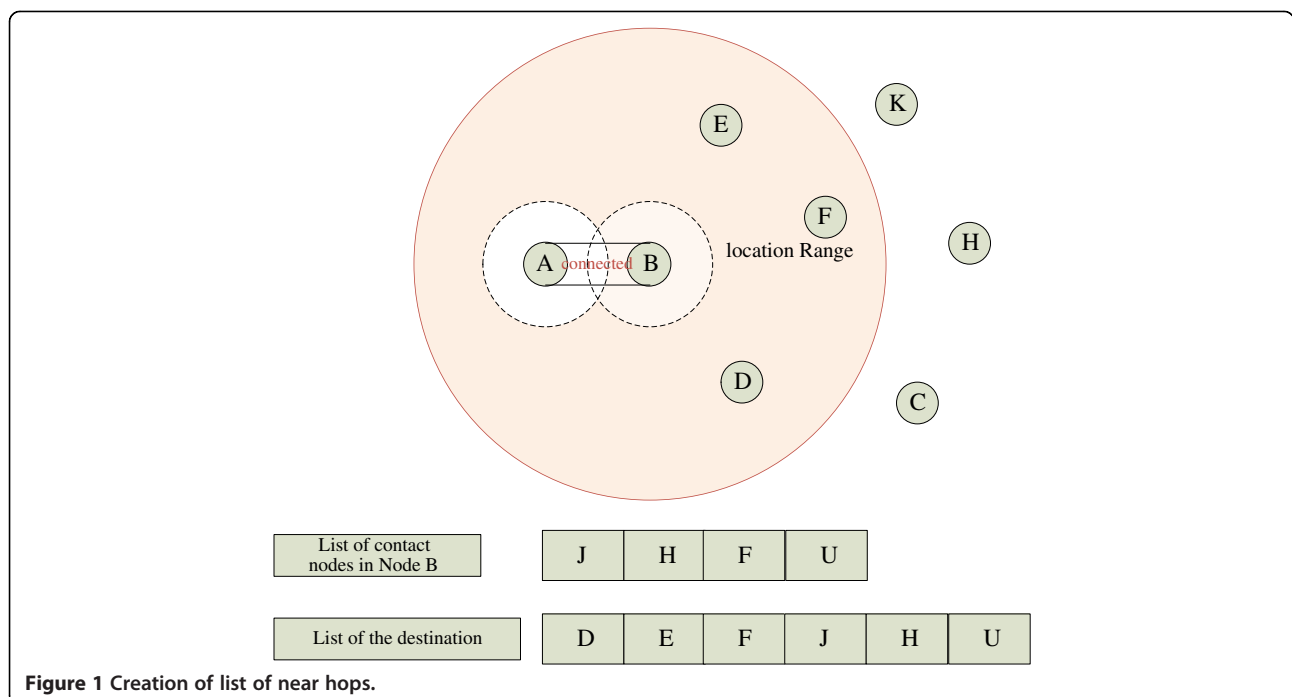 K
E
F
H
location Range
A connected B
D
C
List of contact
nodes in Node B
J H F U
List of the destination
D E F J H U
Figure 1 Creation of list of near hops.